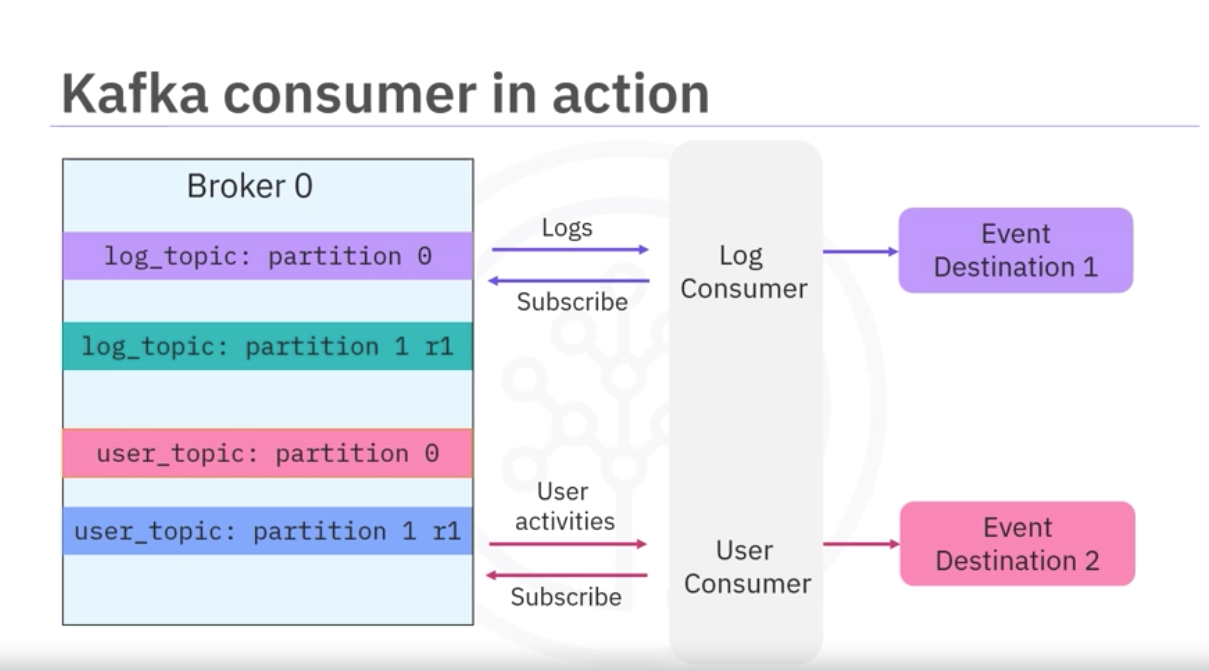 Kafka consumer in action
Broker 0
log_topic: partition 0
log_topic: partition 1 r1
user_topic: partition 0
user_topic: partition 1 r1
Logs
Subscribe
User
activities
Subscribe
Log
Consumer
User
Consumer
Event
Destination 1
Event
Destination 2